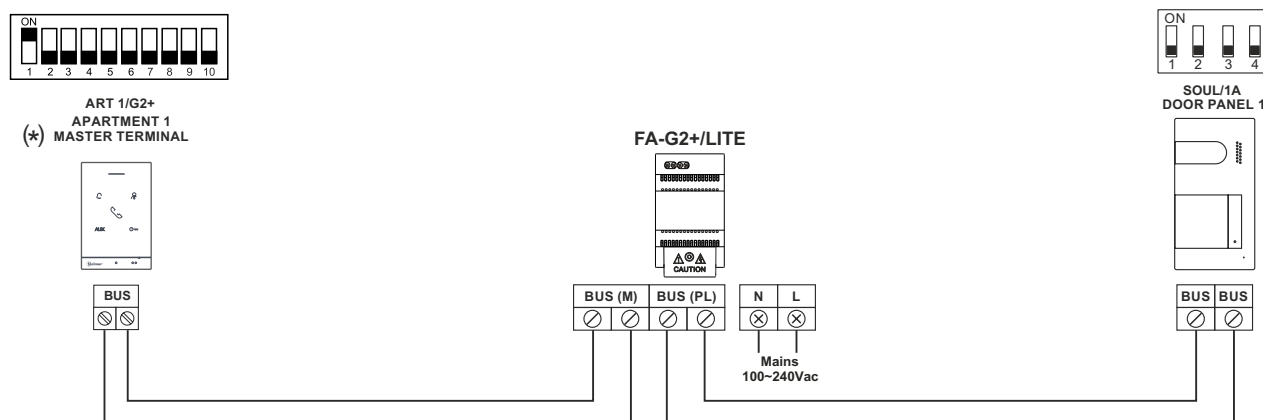 ON
1 2 3 4 5 6 7 8 9 10
ART 1/G2+
APARTMENT 1
(*) MASTER TERMINAL
AUX
BUS
FA-G2+/LITE
CAUTION
BUS (M) BUS (PL) N L
Mains
100~240Vac
ON
1 2 3 4
SOUL/1A
DOOR PANEL 1
BUS BUS